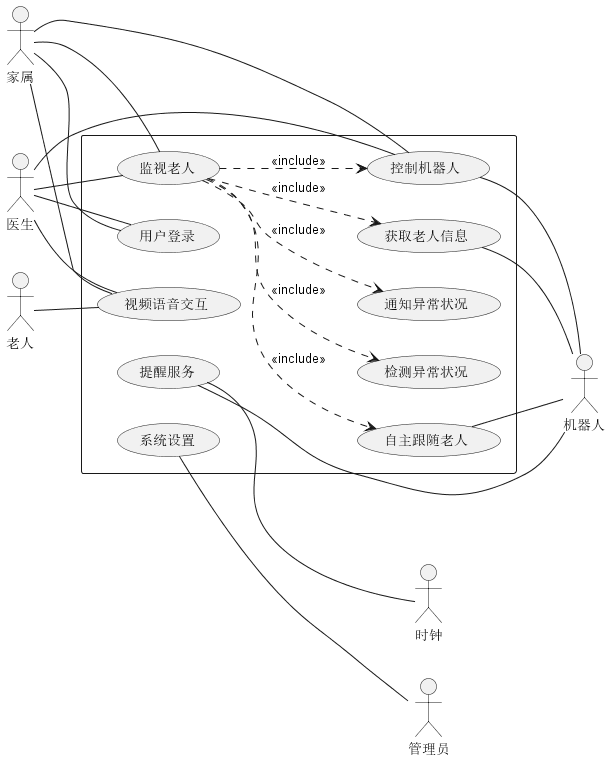 家属
医生
老人
监视老人
用户登录
视频语音交互
提醒服务
系统设置
«include»
«include»
«include»
«include»
«include»
控制机器人
获取老人信息
通知异常状况
检测异常状况
自主跟随老人
机器人
时钟
管理员